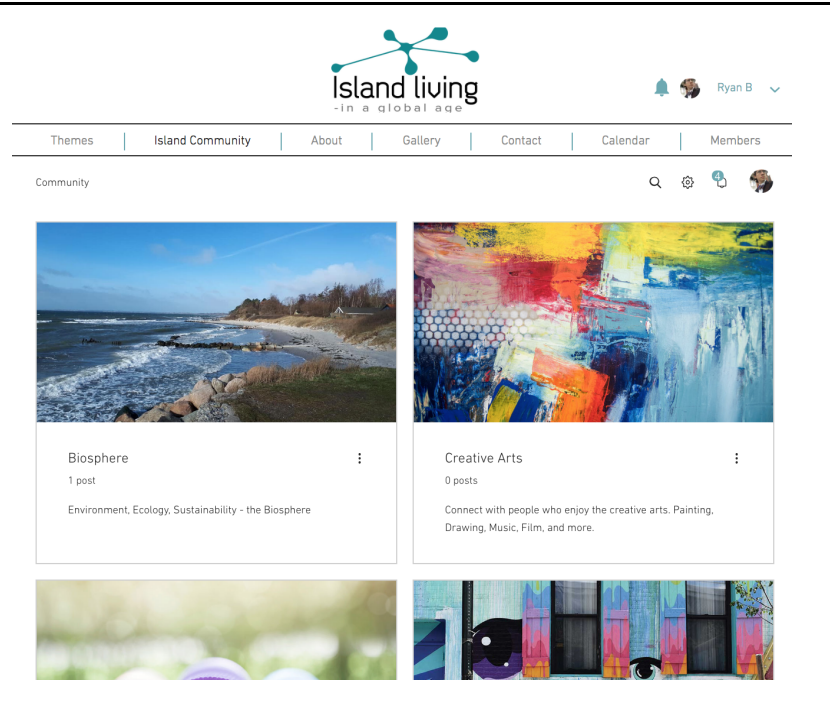 Island living
-in a global age
Ryan B
Themes
Island Community
About
Gallery
Contact
Calendar
Members
Community
4
Biosphere
1 post
Environment, Ecology, Sustainability - the Biosphere
Creative Arts
0 posts
Connect with people who enjoy the creative arts. Painting,
Drawing, Music, Film, and more.